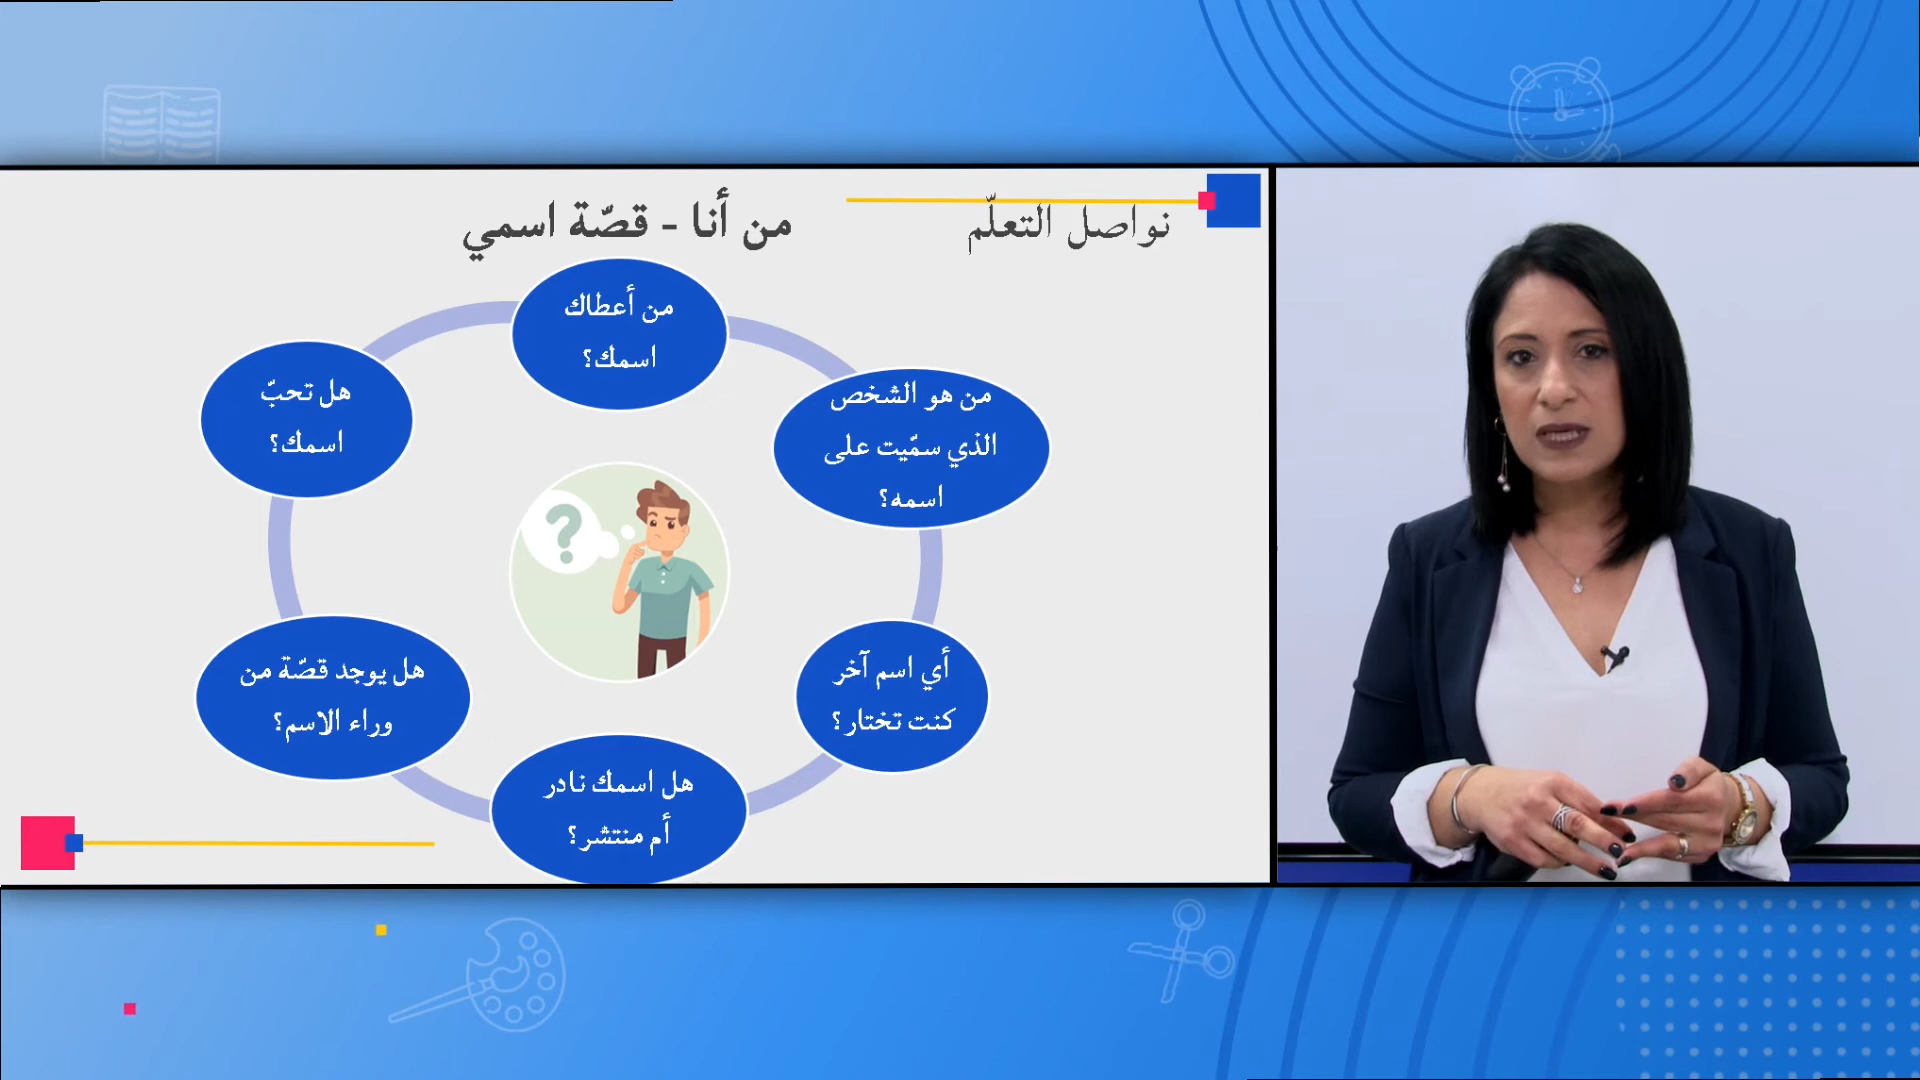 نواصل التعلّم
من أنا - قصّة اسمي
من أعطاك
اسمك؟
من هو الشخص
الذي سمّيت على
اسمه؟
أي اسم آخر
كنت تختار؟
هل اسمك نادر
أم منتشر؟
هل يوجد قصّة من
وراء الاسم؟
هل تحبّ
اسمك؟
?